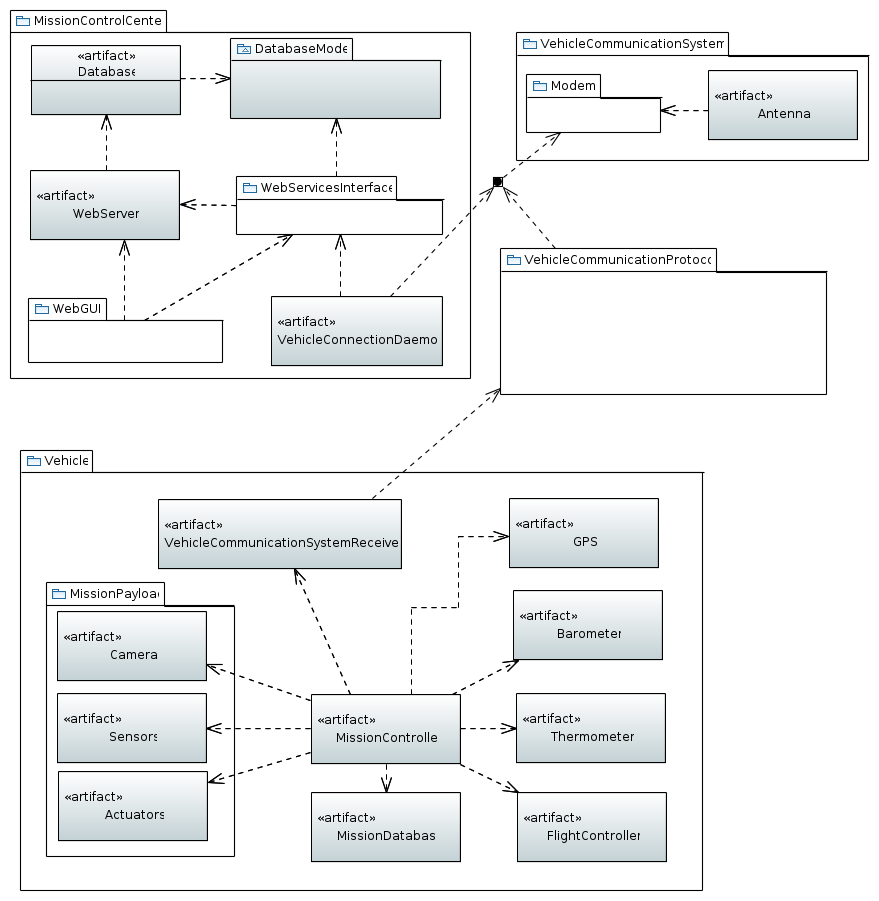 MissionControlCente
«artifact»
Database
DatabaseMode
«artifact»
WebServer
WebServicesInterface
WebGUI
«artifact»
VehicleConnectionDaemo
VehicleCommunicationSystem
Modem
«artifact»
Antenna
VehicleCommunicationProtoco
Vehicle
«artifact»
VehicleCommunicationSystemReceive
«artifact»
GPS
MissionPayloa
«artifact»
Camera
«artifact»
Sensors
«artifact»
Actuators
«artifact»
MissionControlle
«artifact»
MissionDatabas
«artifact»
Barometer
«artifact»
Thermometer
«artifact»
FlightController